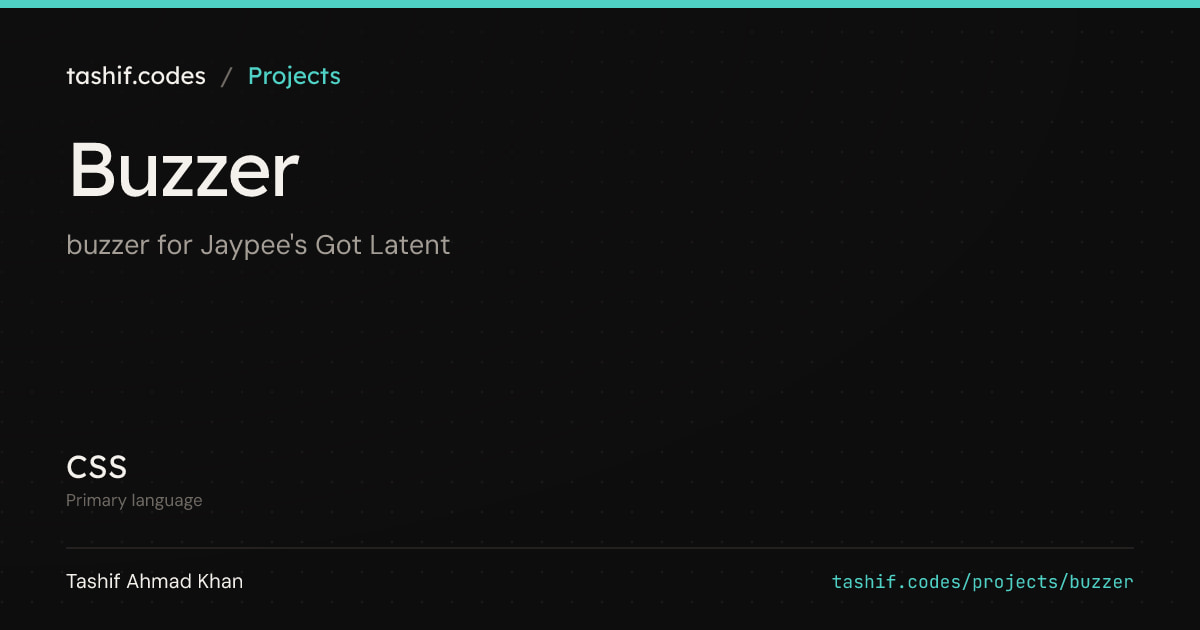 tashif.codes / Projects
Buzzer
buzzer for Jaypee's Got Latent
CSS
Primary language
Tashif Ahmad Khan
tashif.codes/projects/buzzer